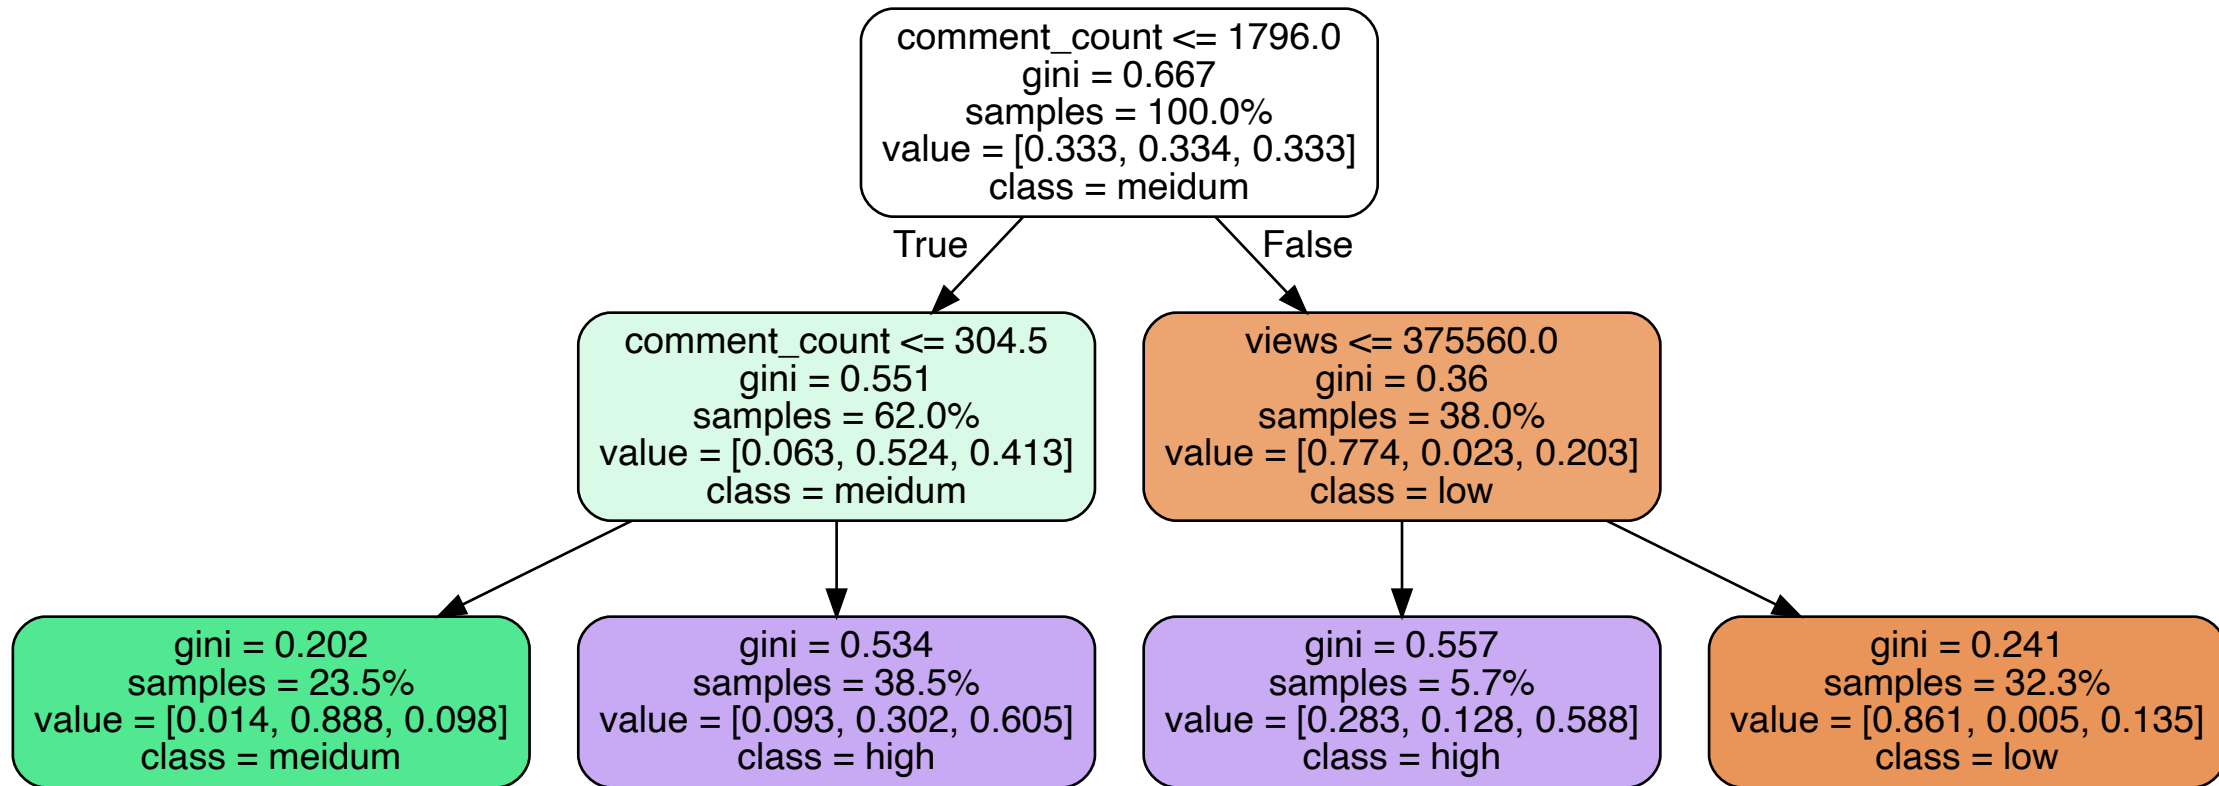 comment_count <= 1796.0
gini = 0.667
samples = 100.0%
value = [0.333, 0.334, 0.333]
class = meidum
True
False
comment_count <= 304.5
gini = 0.551
samples = 62.0%
value = [0.063, 0.524, 0.413]
class = meidum
views <= 375560.0
gini = 0.36
samples = 38.0%
value = [0.774, 0.023, 0.203]
class = low
gini = 0.202
samples = 23.5%
value = [0.014, 0.888, 0.098]
class = meidum
gini = 0.534
samples = 38.5%
value = [0.093, 0.302, 0.605]
class = high
gini = 0.557
samples = 5.7%
value = [0.283, 0.128, 0.588]
class = high
gini = 0.241
samples = 32.3%
value = [0.861, 0.005, 0.135]
class = low